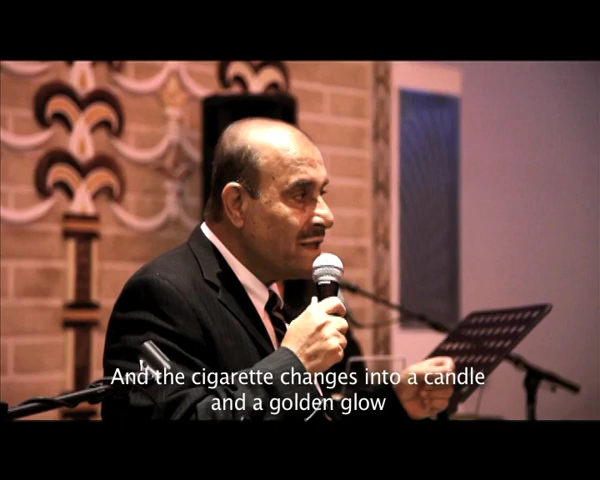 And the cigarette changes into a candle
and a golden glow